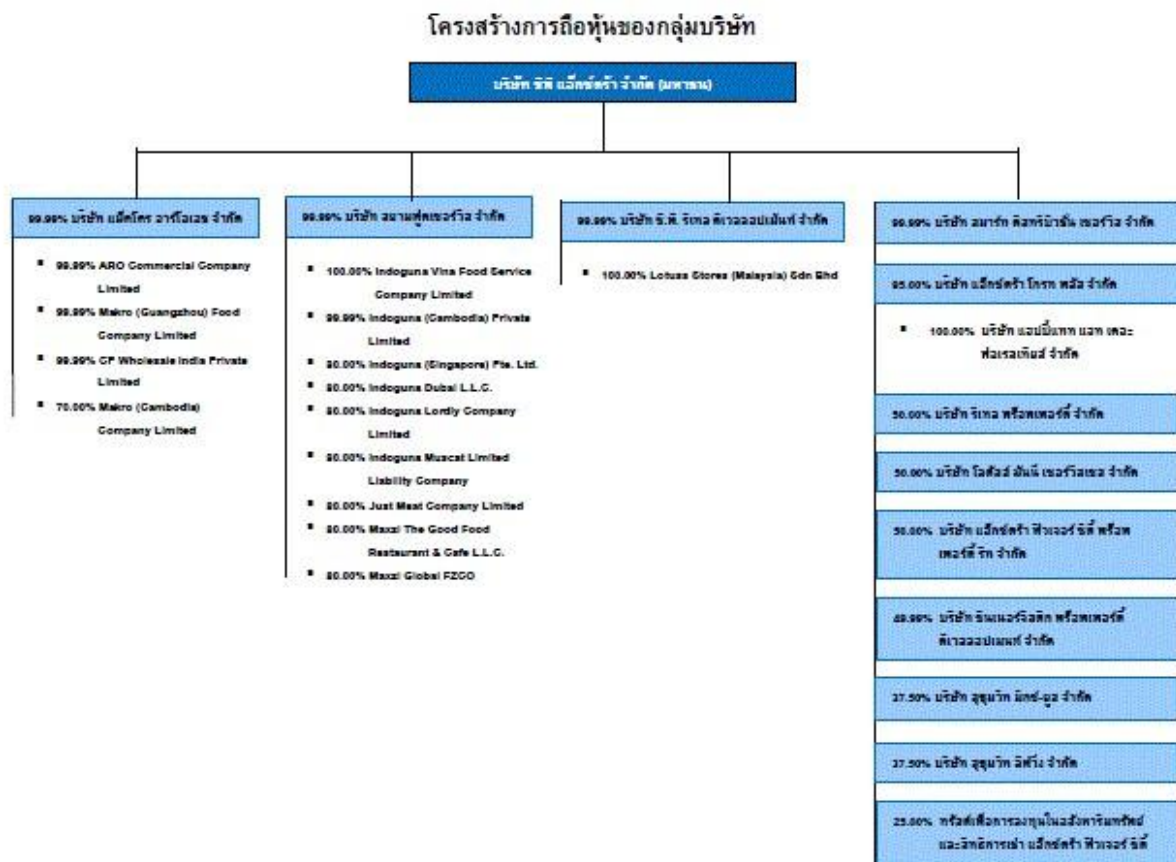 โครงสร้างการถือหุ้นของกลุ่มบริษัท
บริษัท ซีพี แอ็กซ์ตร้า จำกัด (มหาชน)
99.99% บริษัท แม็คโคร อาร์โอเอช จำกัด
99.99% ARO Commercial Company
Limited
99.99% Makro (Guangzhou) Food
Company Limited
99.99% CP Wholesale India Private
Limited
70.00% Makro (Cambodia)
Company Limited
99.99% บริษัท สยามฟูดเซอร์วิส จำกัด
100.00% Indoguna Vina Food Service
Company Limited
99.99% Indoguna (Cambodia) Private
Limited
80.00% Indoguna (Singapore) Pte. Ltd.
80.00% Indoguna Dubai L.L.C.
80.00% Indoguna Lordly Company
Limited
80.00% Indoguna Muscat Limited
Liability Company
80.00% Just Meat Company Limited
80.00% Maxzi The Good Food
Restaurant & Cafe L.L.C.
80.00% Maxzi Global FZCO
99.99% บริษัท ซี.พี. รีเทล ดีเวลลอปเม้นท์ จำกัด
100.00% Lotuss Stores (Malaysia) Sdn Bhd
99.99% บริษัท สมาร์ท ดิสทริบิวชั่น เซอร์วิส จำกัด
95.00% บริษัท แอ็กซ์ตร้า โกรท พลัส จำกัด
100.00% บริษัท แฮปปี้แทท แอท เดอะ
ฟอเรสเทียส์ จำกัด
50.00% บริษัท รีเทล พร็อพเพอร์ตี้ จำกัด
50.00% บริษัท โลตัสส์ มันนี่ เซอร์วิสเซส จำกัด
50.00% บริษัท แอ็กซ์ตร้า ฟิวเจอร์ ซิตี้ พร็อพ
เพอร์ตี้ รีท จำกัด
49.99% บริษัท ซินเนอร์จิสติก พร็อพเพอร์ตี้
ดีเวลลอปเมนท์ จำกัด
37.50% บริษัท สุขุมวิท มิกซ์-ยูส จำกัด
37.50% บริษัท สุขุมวิท ลิฟวิ่ง จำกัด
25.00% ทรัสต์เพื่อการลงทุนในอสังหาริมทรัพย์
และสิทธิการเช่า แอ็กซ์ตร้า ฟิวเจอร์ ซิตี้